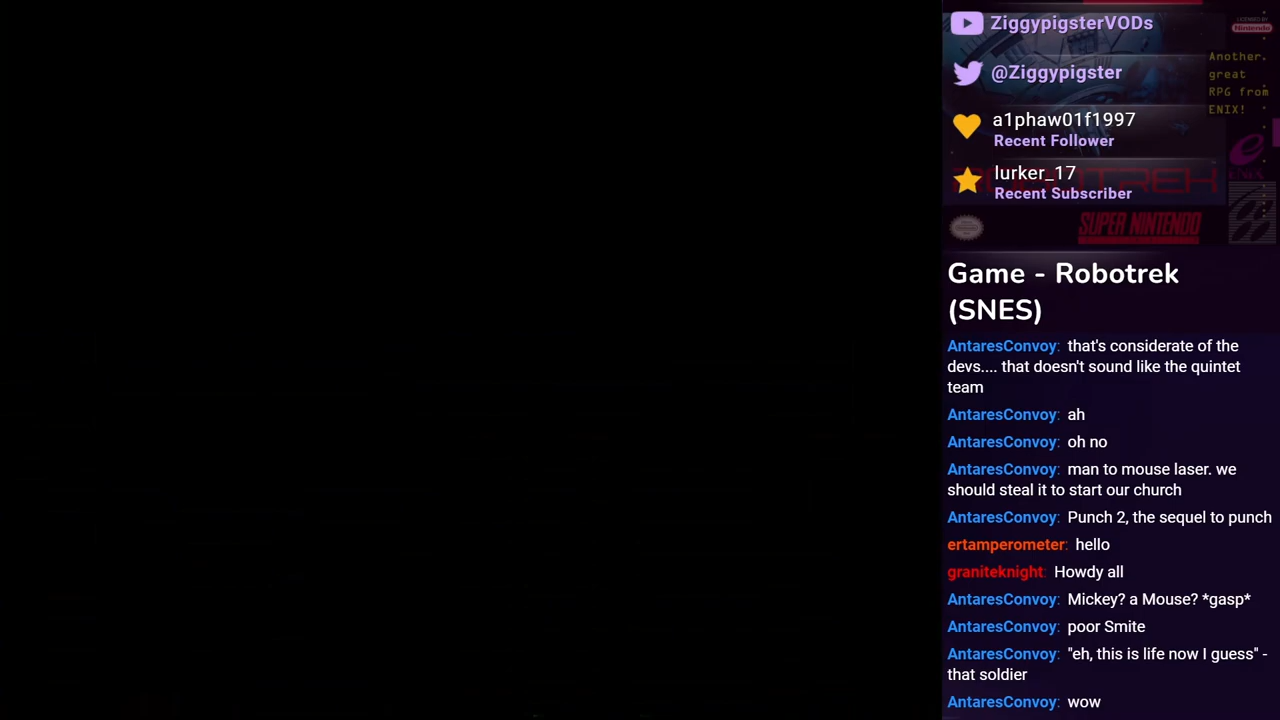 ZiggypigsterVODs
LICENSED BY
Nintendo
Another
great
RPG from
ENIX!
@Ziggypigster
a1phaw01f1997
Recent Follower
lurker_17
Recent Subscriber
SUPER NINTENDO
Game - Robotrek
(SNES)
AntaresConvoy: that's considerate of the
devs.... that doesn't sound like the quintet
team
AntaresConvoy: ah
AntaresConvoy: oh no
AntaresConvoy: man to mouse laser. we
should steal it to start our church
AntaresConvoy: Punch 2, the sequel to punch
ertamperometer: hello
graniteknight: Howdy all
AntaresConvoy: Mickey? a Mouse? *gasp*
AntaresConvoy: poor Smite
AntaresConvoy: "eh, this is life now I guess" -
that soldier
AntaresConvoy: wow